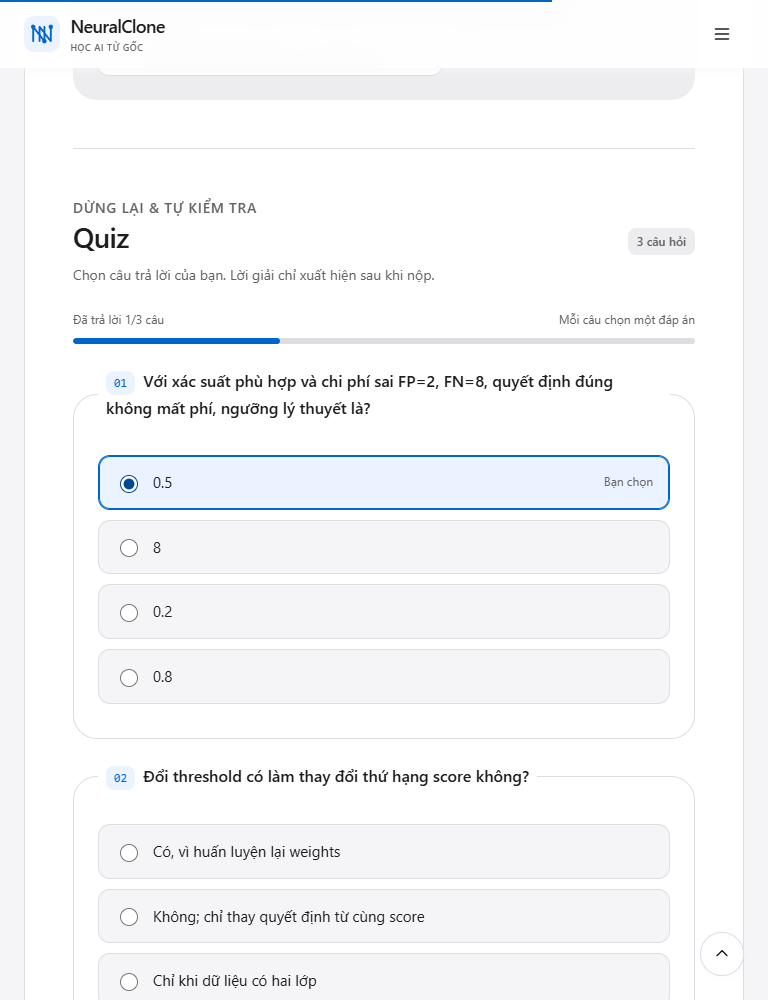 NeuralClone
HỌC AI TỪ GỐC
DỪNG LẠI & TỰ KIỂM TRA
Quiz
3 câu hỏi
Chọn câu trả lời của bạn. Lời giải chỉ xuất hiện sau khi nộp.
Đã trả lời 1/3 câu
Mỗi câu chọn một đáp án
01 Với xác suất phù hợp và chi phí sai FP=2, FN=8, quyết định đúng
không mất phí, ngưỡng lý thuyết là?
0.5
Bạn chọn
8
0.2
0.8
02 Đổi threshold có làm thay đổi thứ hạng score không?
Có, vì huấn luyện lại weights
Không; chỉ thay quyết định từ cùng score
Chỉ khi dữ liệu có hai lớp